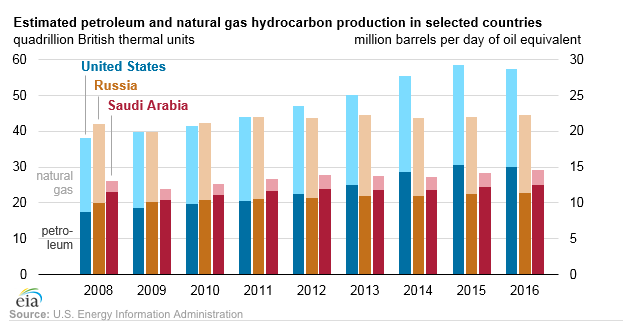 Estimated petroleum and natural gas hydrocarbon production in selected countries
quadrillion British thermal units million barrels per day of oil equivalent
60 30
United States
Russia
50 25
Saudi Arabia
40 20
30 15
natural
gas
20 10
petro-
leum
10 5
0 0
2008 2009 2010 2011 2012 2013 2014 2015 2016
eia
Source: U.S. Energy Information Administration